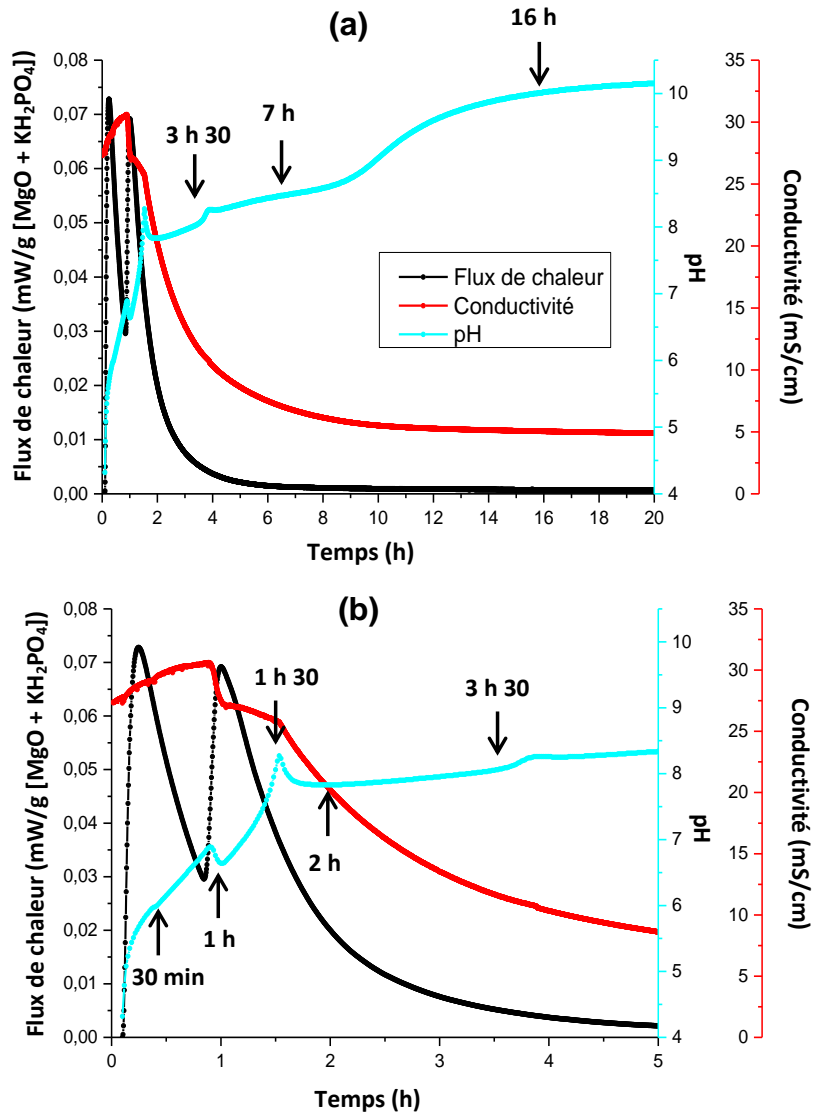 (a)
16 h
7 h
3 h 30
0,08
0,07
0,06
0,05
0,04
0,03
0,02
0,01
0,00
Flux de chaleur (mW/g [MgO + KH₂PO₄])
0 2 4 6 8 10 12 14 16 18 20
Temps (h)
Flux de chaleur
Conductivité
pH
10
9
8
7
6
5
4
pH
35
30
25
20
15
10
5
0
Conductivité (mS/cm)
(b)
1 h 30
3 h 30
2 h
1 h
30 min
0,08
0,07
0,06
0,05
0,04
0,03
0,02
0,01
0,00
Flux de chaleur (mW/g [MgO + KH₂PO₄])
0 1 2 3 4 5
Temps (h)
10
9
8
7
6
5
4
pH
35
30
25
20
15
10
5
0
Conductivité (mS/cm)